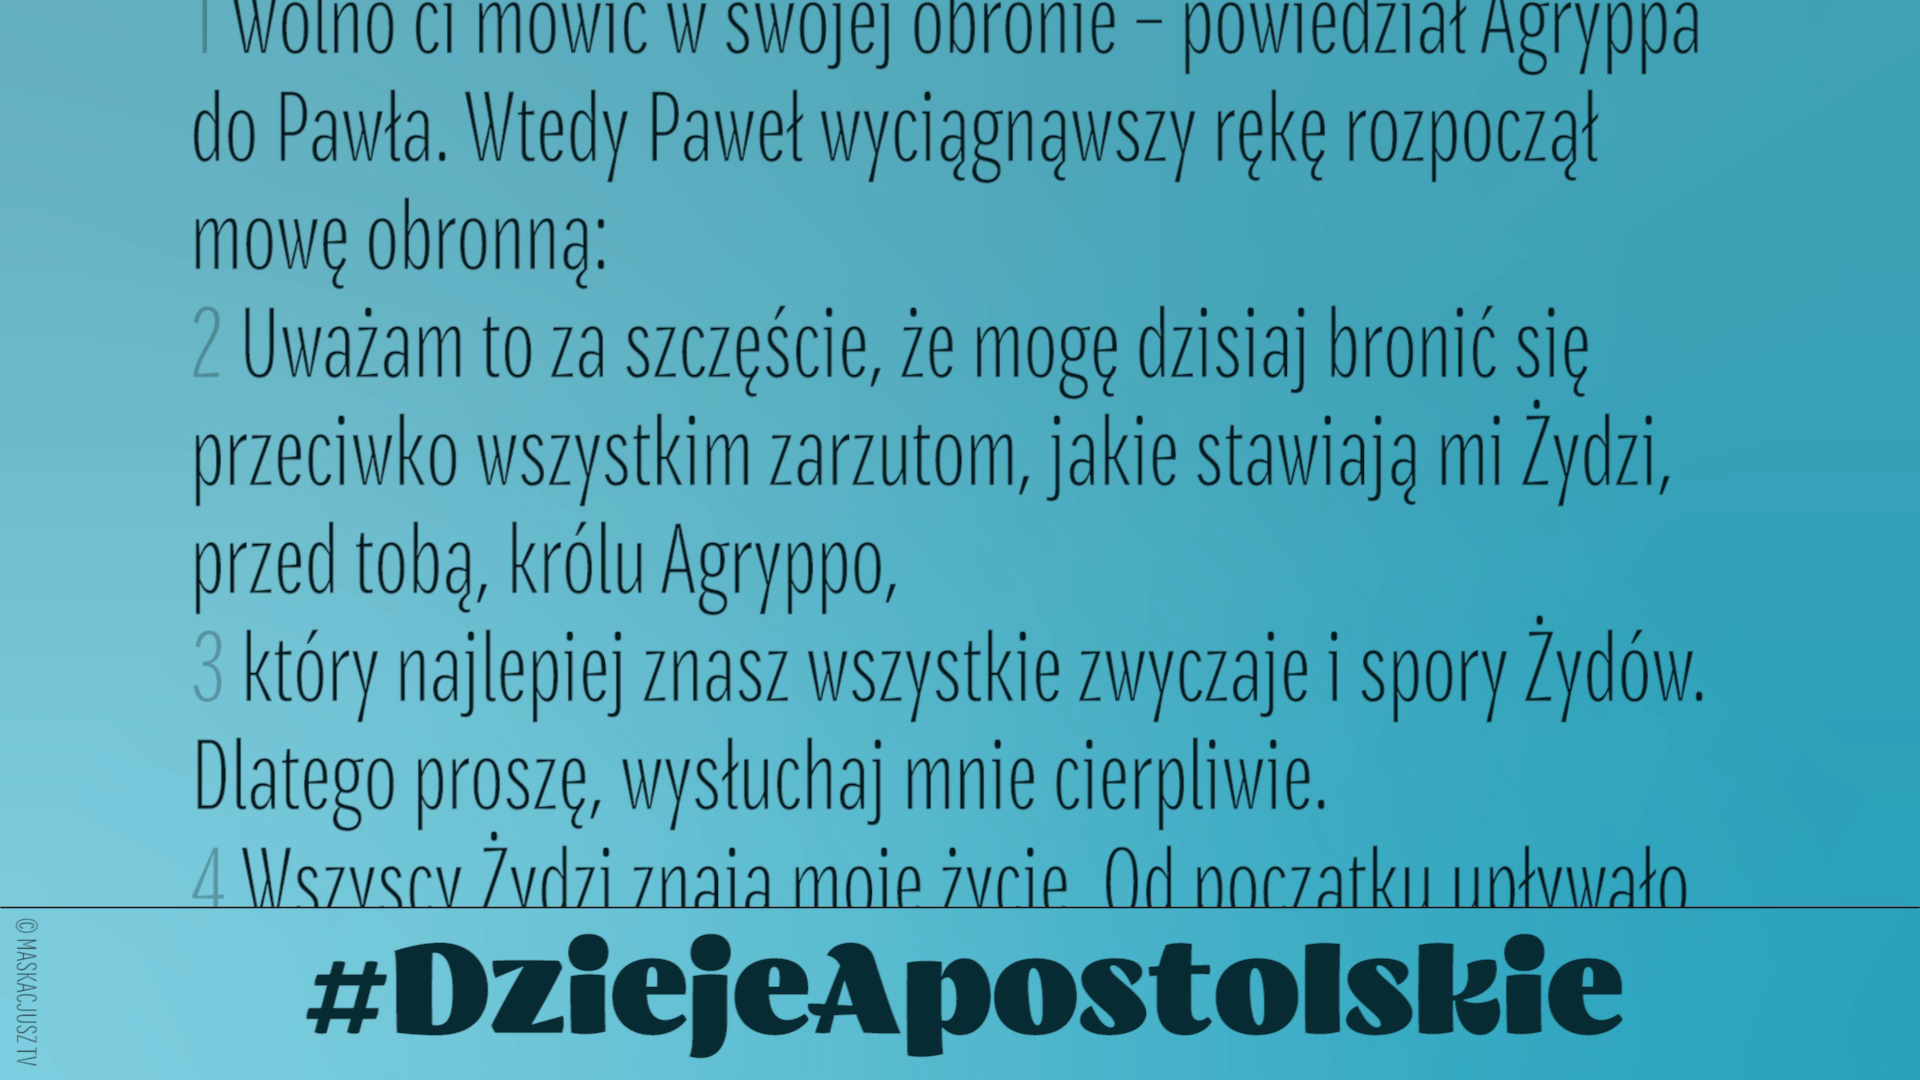 1 Wolno ci mówić w swojej obronie – powiedział Agryppa
do Pawła. Wtedy Paweł wyciągnąwszy rękę rozpoczął
mowę obronną:
2 Uważam to za szczęście, że mogę dzisiaj bronić się
przeciwko wszystkim zarzutom, jakie stawiają mi Żydzi,
przed tobą, królu Agryppo,
3 który najlepiej znasz wszystkie zwyczaje i spory Żydów.
Dlatego proszę, wysłuchaj mnie cierpliwie.
4 Wszyscy Żydzi znają moje życie. Od początku upływało
#DziejeApostolskie
© MASKACJUSZ TV